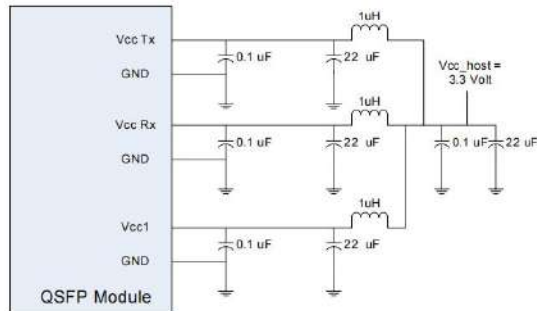 1uH
Vcc Tx
0.1 uF
22 uF
GND
Vcc_host =
3.3 Volt
1uH
Vcc Rx
0.1 uF
22 uF
0.1 uF
22 uF
GND
1uH
Vcc1
0.1 uF
22 uF
GND
QSFP Module